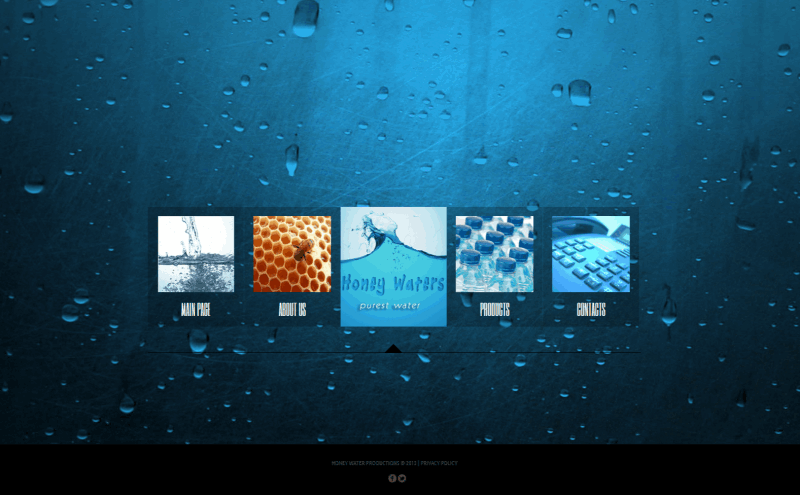 Honey Waters
purest water
MAIN PAGE
ABOUT US
PRODUCTS
CONTACTS
HONEY WATER PRODUCTIONS © 2013 | PRIVACY POLICY